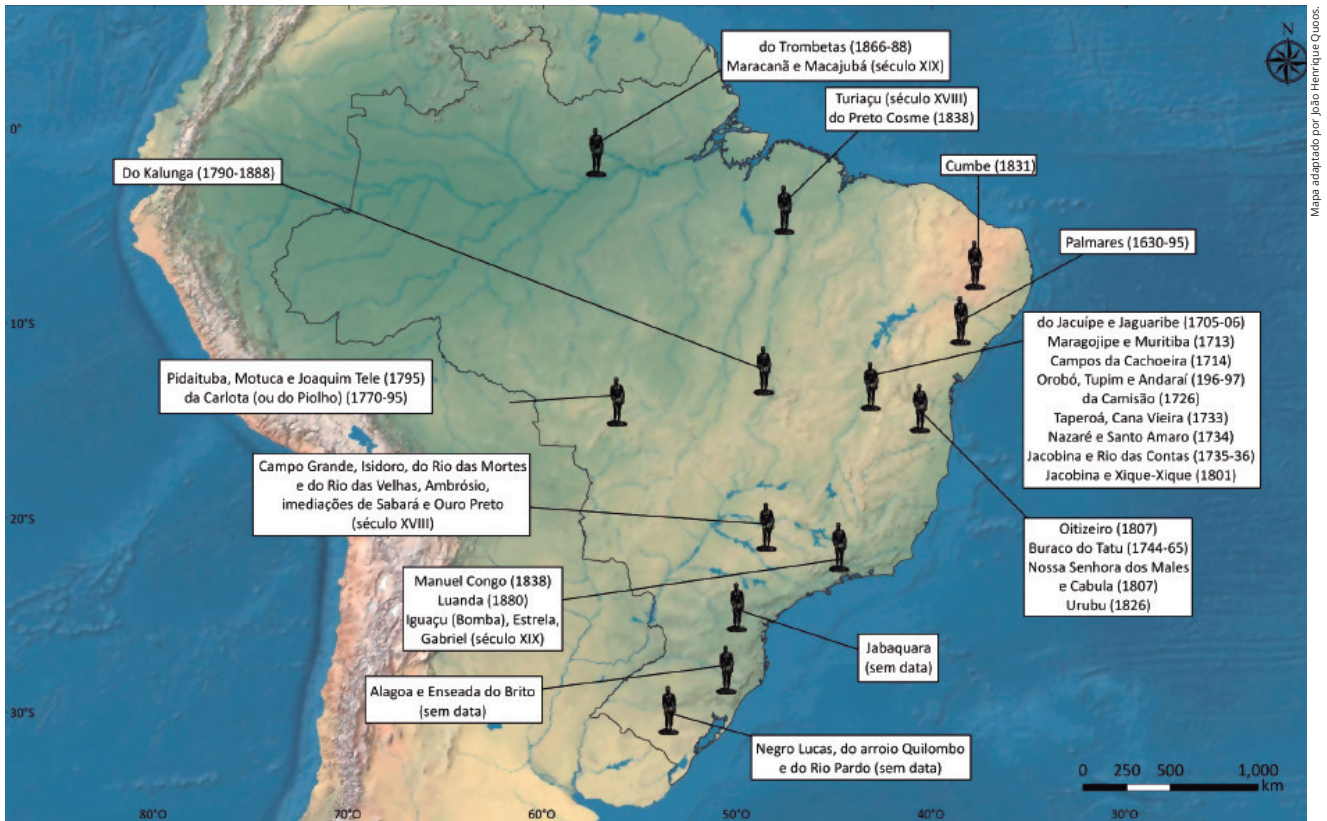 Mapa adaptado por João Henrique Quoos.
N
do Trombetas (1866-88)
Maracanã e Macajubá (século XIX)
Turiaçu (século XVIII)
do Preto Cosme (1838)
0°
Do Kalunga (1790-1888)
Cumbe (1831)
Palmares (1630-95)
10°S
do Jacuípe e Jaguaribe (1705-06)
Maragojipe e Muritiba (1713)
Campos da Cachoeira (1714)
Orobó, Tupim e Andaraí (196-97)
da Camisão (1726)
Taperoá, Cana Vieira (1733)
Nazaré e Santo Amaro (1734)
Jacobina e Rio das Contas (1735-36)
Jacobina e Xique-Xique (1801)
Pidaituba, Motuca e Joaquim Tele (1795)
da Carlota (ou do Piolho) (1770-95)
Campo Grande, Isidoro, do Rio das Mortes
e do Rio das Velhas, Ambrósio,
imediações de Sabará e Ouro Preto
(século XVIII)
20°S
Oitizeiro (1807)
Buraco do Tatu (1744-65)
Nossa Senhora dos Males
e Cabula (1807)
Urubu (1826)
Manuel Congo (1838)
Luanda (1880)
Iguaçu (Bomba), Estrela,
Gabriel (século XIX)
Jabaquara
(sem data)
Alagoa e Enseada do Brito
(sem data)
30°S
Negro Lucas, do arroio Quilombo
e do Rio Pardo (sem data)
0 250 500 1,000
km
80°O 70°O 60°O 50°O 40°O 30°O